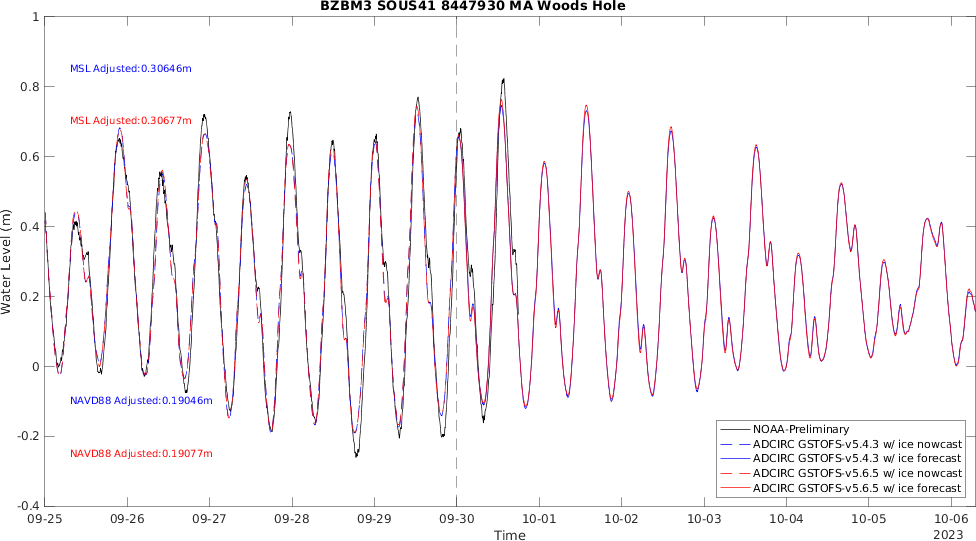 BZBM3 SOUS41 8447930 MA Woods Hole
1
0.8
0.6
0.4
0.2
0
-0.2
-0.4
Water Level (m)
MSL Adjusted:0.30646m
MSL Adjusted:0.30677m
NAVD88 Adjusted:0.19046m
NAVD88 Adjusted:0.19077m
NOAA-Preliminary
ADCIRC GSTOFS-v5.4.3 w/ ice nowcast
ADCIRC GSTOFS-v5.4.3 w/ ice forecast
ADCIRC GSTOFS-v5.6.5 w/ ice nowcast
ADCIRC GSTOFS-v5.6.5 w/ ice forecast
09-25 09-26 09-27 09-28 09-29 09-30 10-01 10-02 10-03 10-04 10-05 10-06
2023
Time